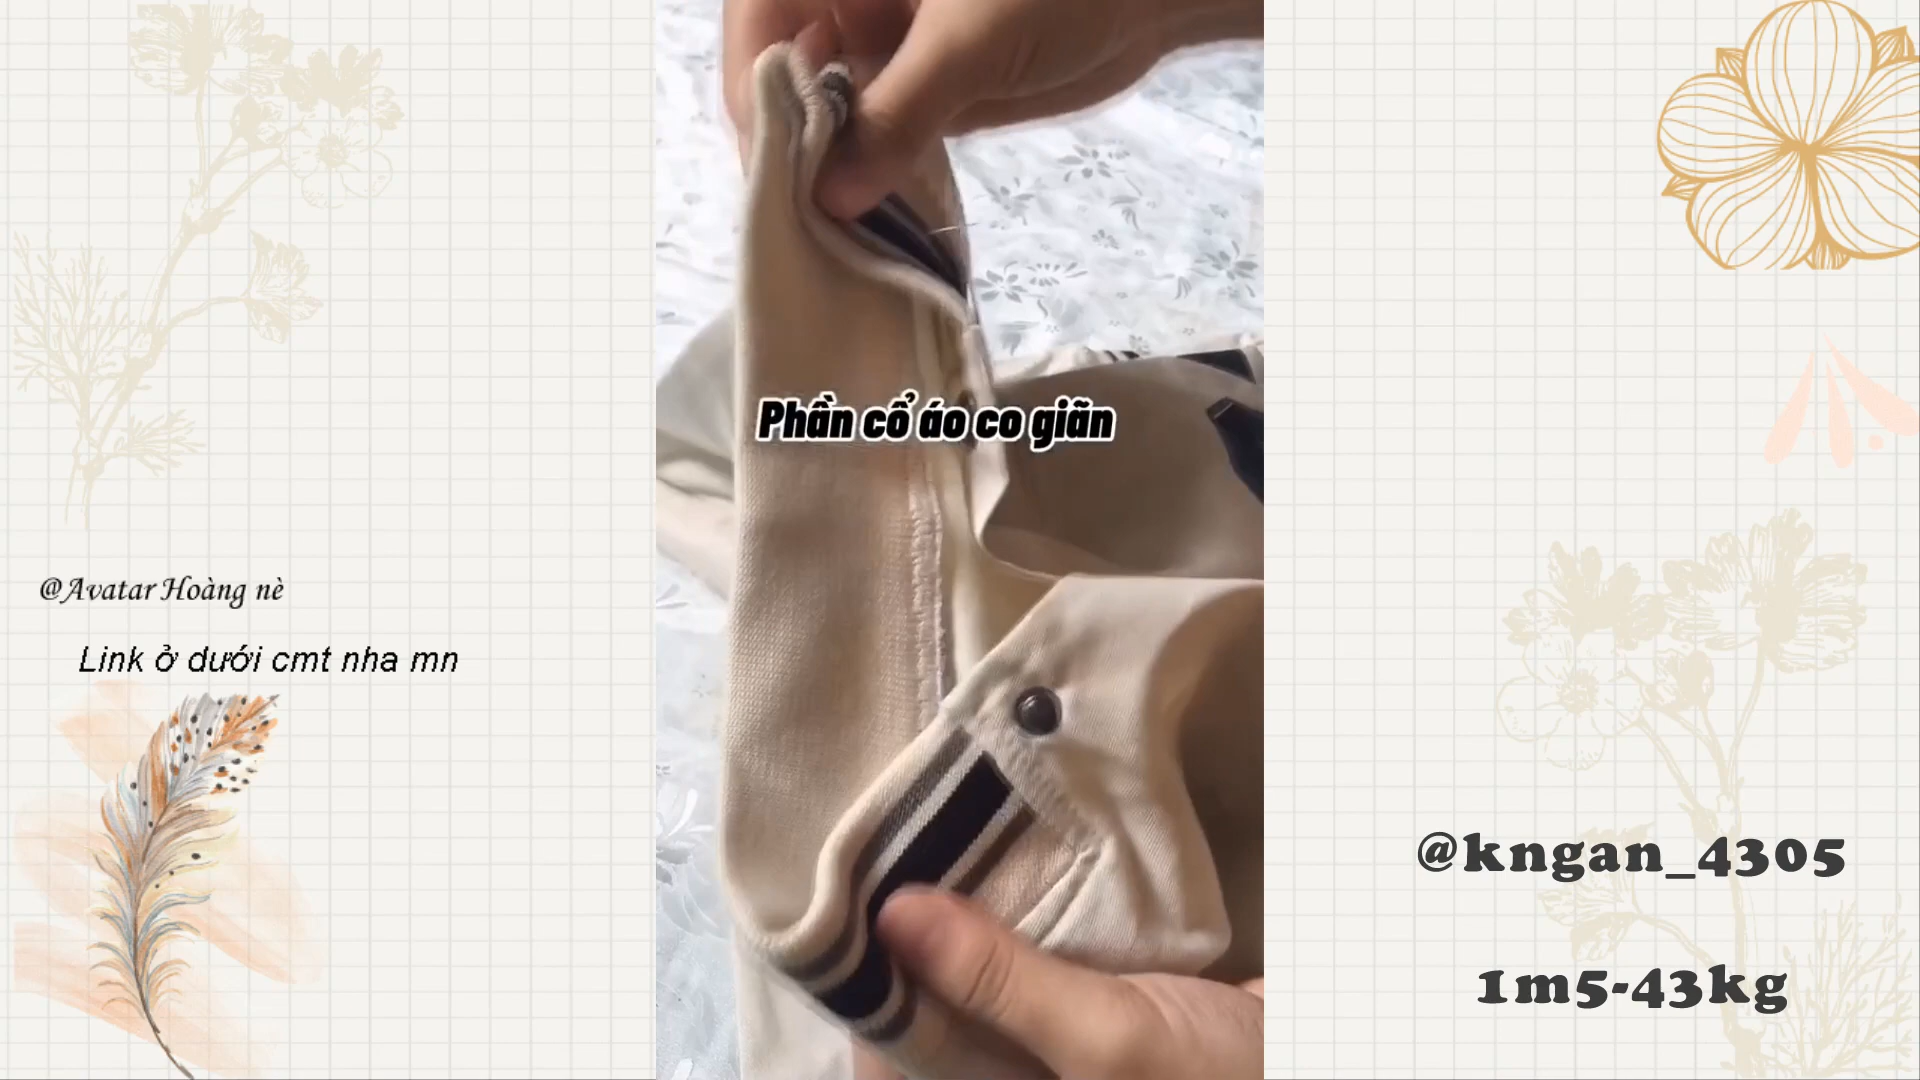 Phần cổ áo co giãn
@Avatar Hoàng nè
Link ở dưới cmt nha mn
@kngan_4305
1m5-43kg